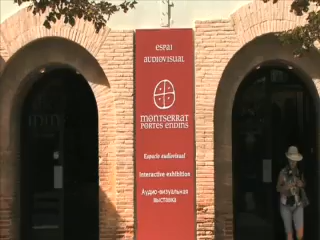 ESPAI
AUDIOVISUAL
MONTSERRAT
PORTES ENDINS
Espacio audiovisual
Interactive exhibition
Аудио-визуальная
выставка